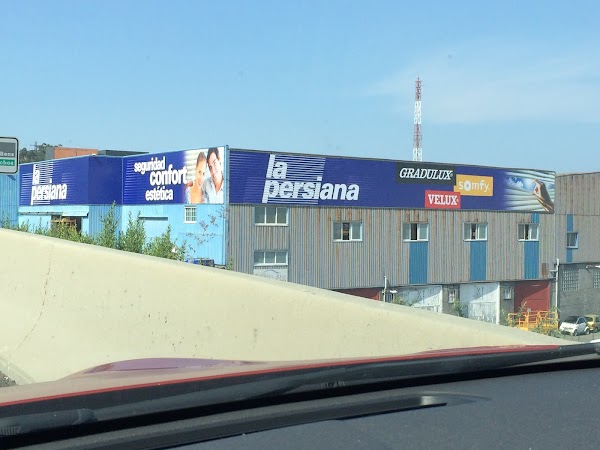 la
persiana
seguridad
confort
estética
la
persiana
GRADULUX
somfy
VELUX